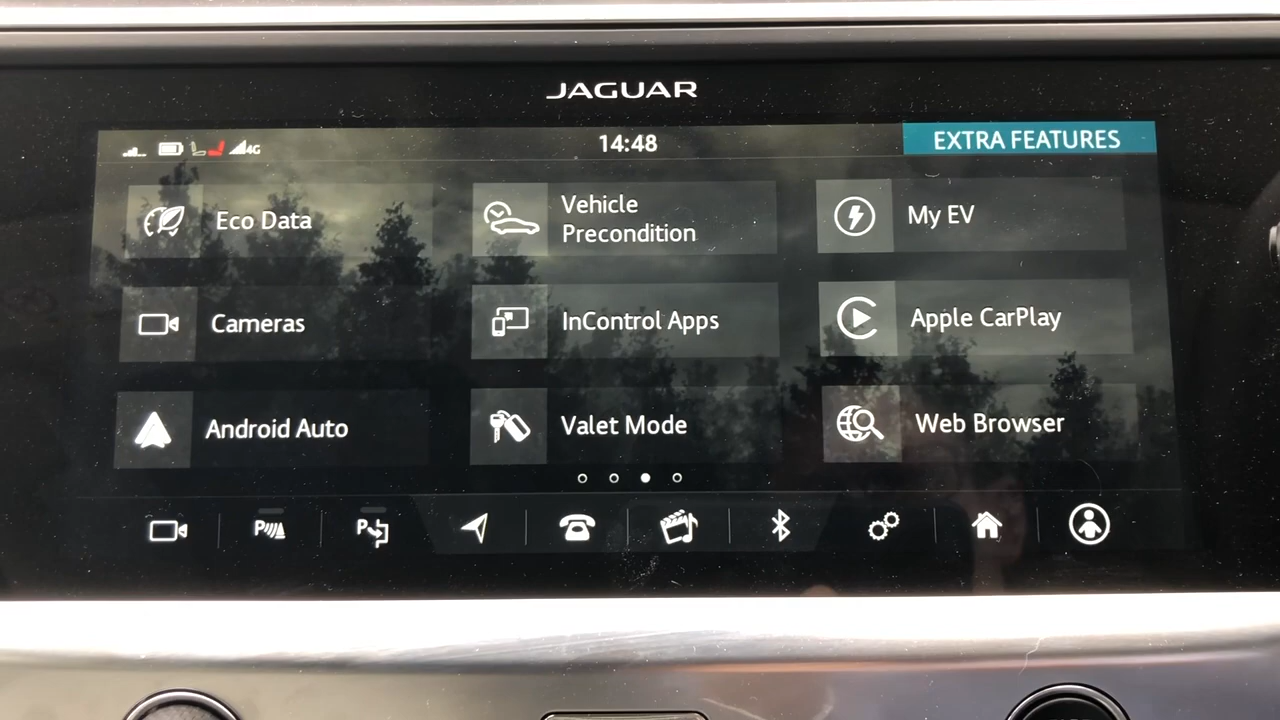 JAGUAR
4G
14:48
EXTRA FEATURES
Eco Data
Vehicle
Precondition
My EV
Cameras
InControl Apps
Apple CarPlay
Android Auto
Valet Mode
Web Browser
P
P